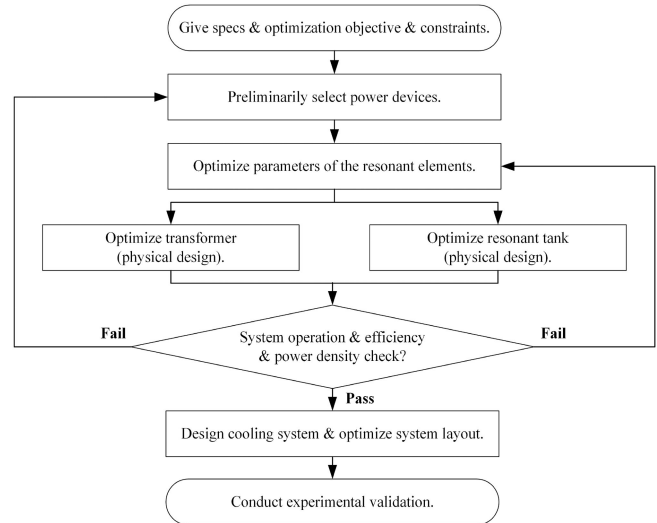 Give specs & optimization objective & constraints.
Preliminarily select power devices.
Optimize parameters of the resonant elements.
Optimize transformer
(physical design).
Optimize resonant tank
(physical design).
Fail
System operation & efficiency
& power density check?
Fail
Pass
Design cooling system & optimize system layout.
Conduct experimental validation.